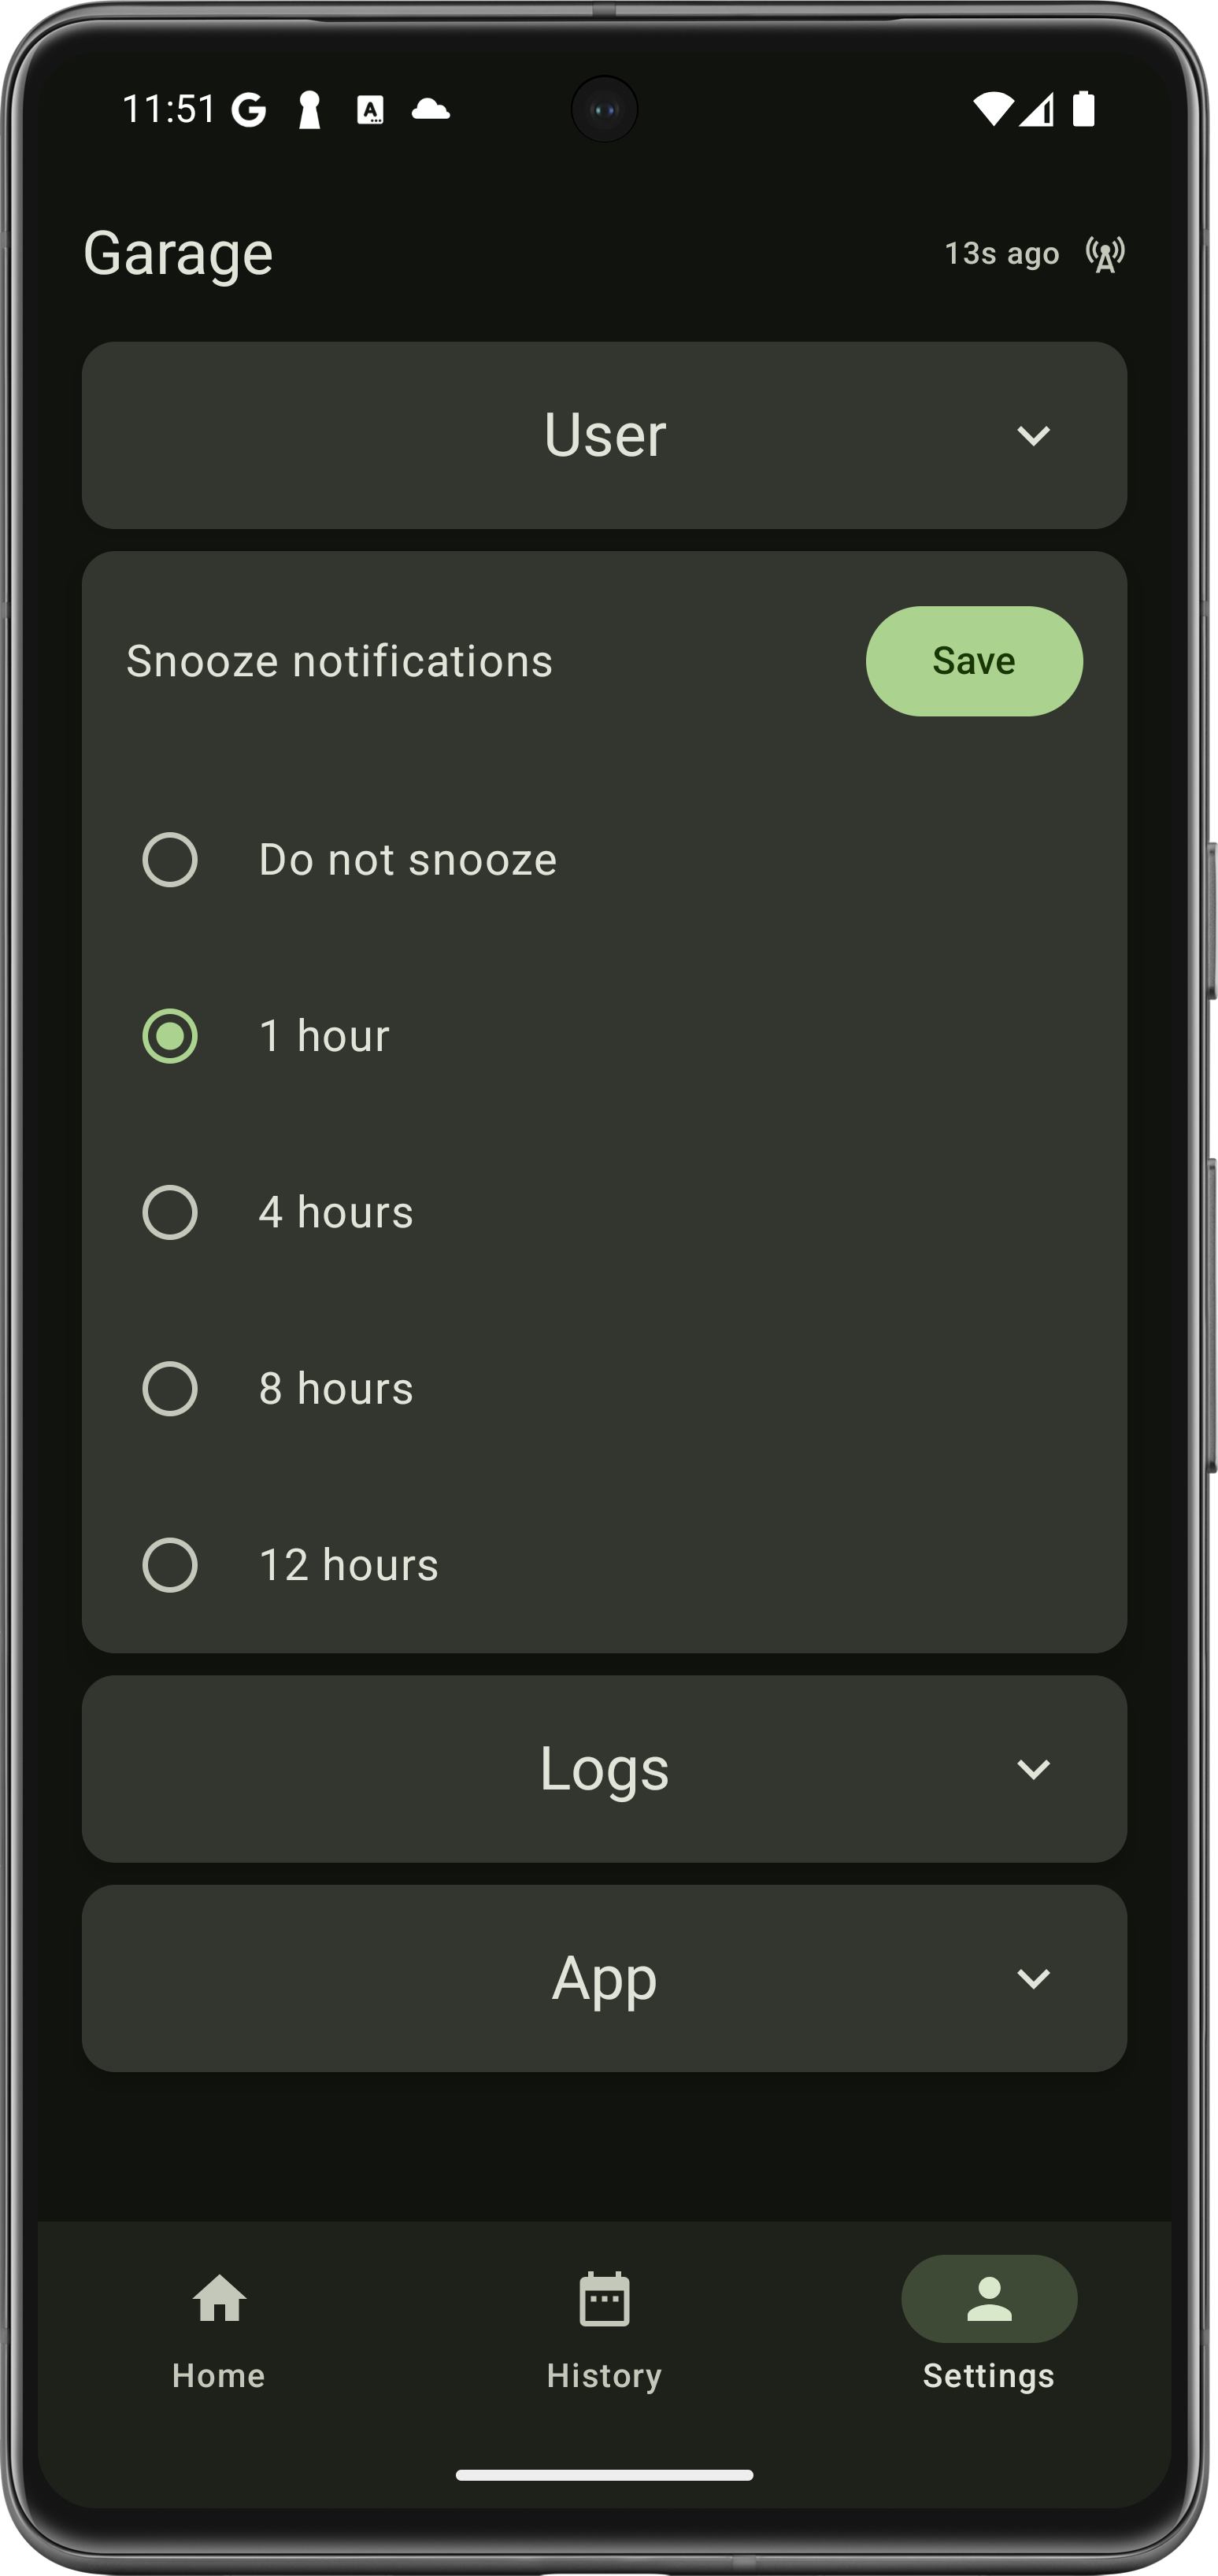 11:51
Garage
13s ago
User
Snooze notifications
Save
Do not snooze
1 hour
4 hours
8 hours
12 hours
Logs
App
Home
History
Settings